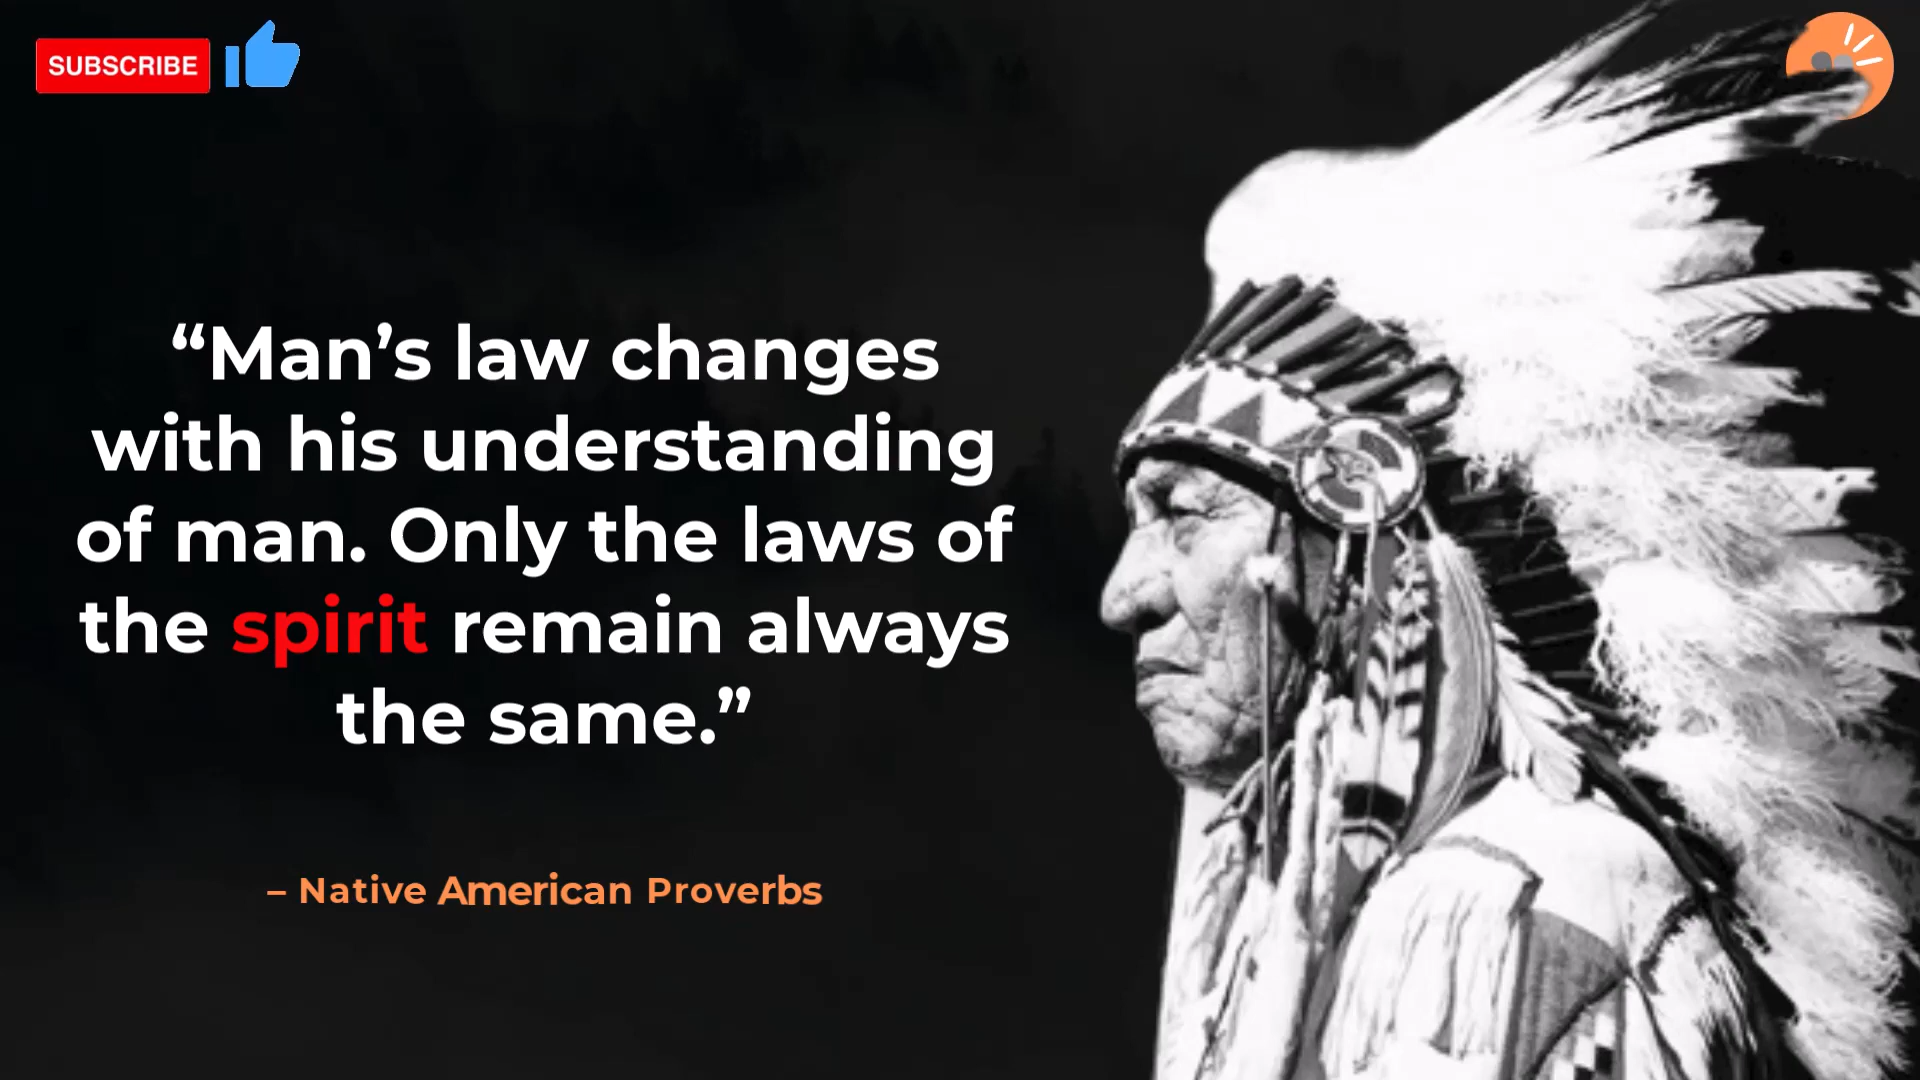 SUBSCRIBE
“Man’s law changes
with his understanding
of man. Only the laws of
the spirit remain always
the same.”
– Native American Proverbs